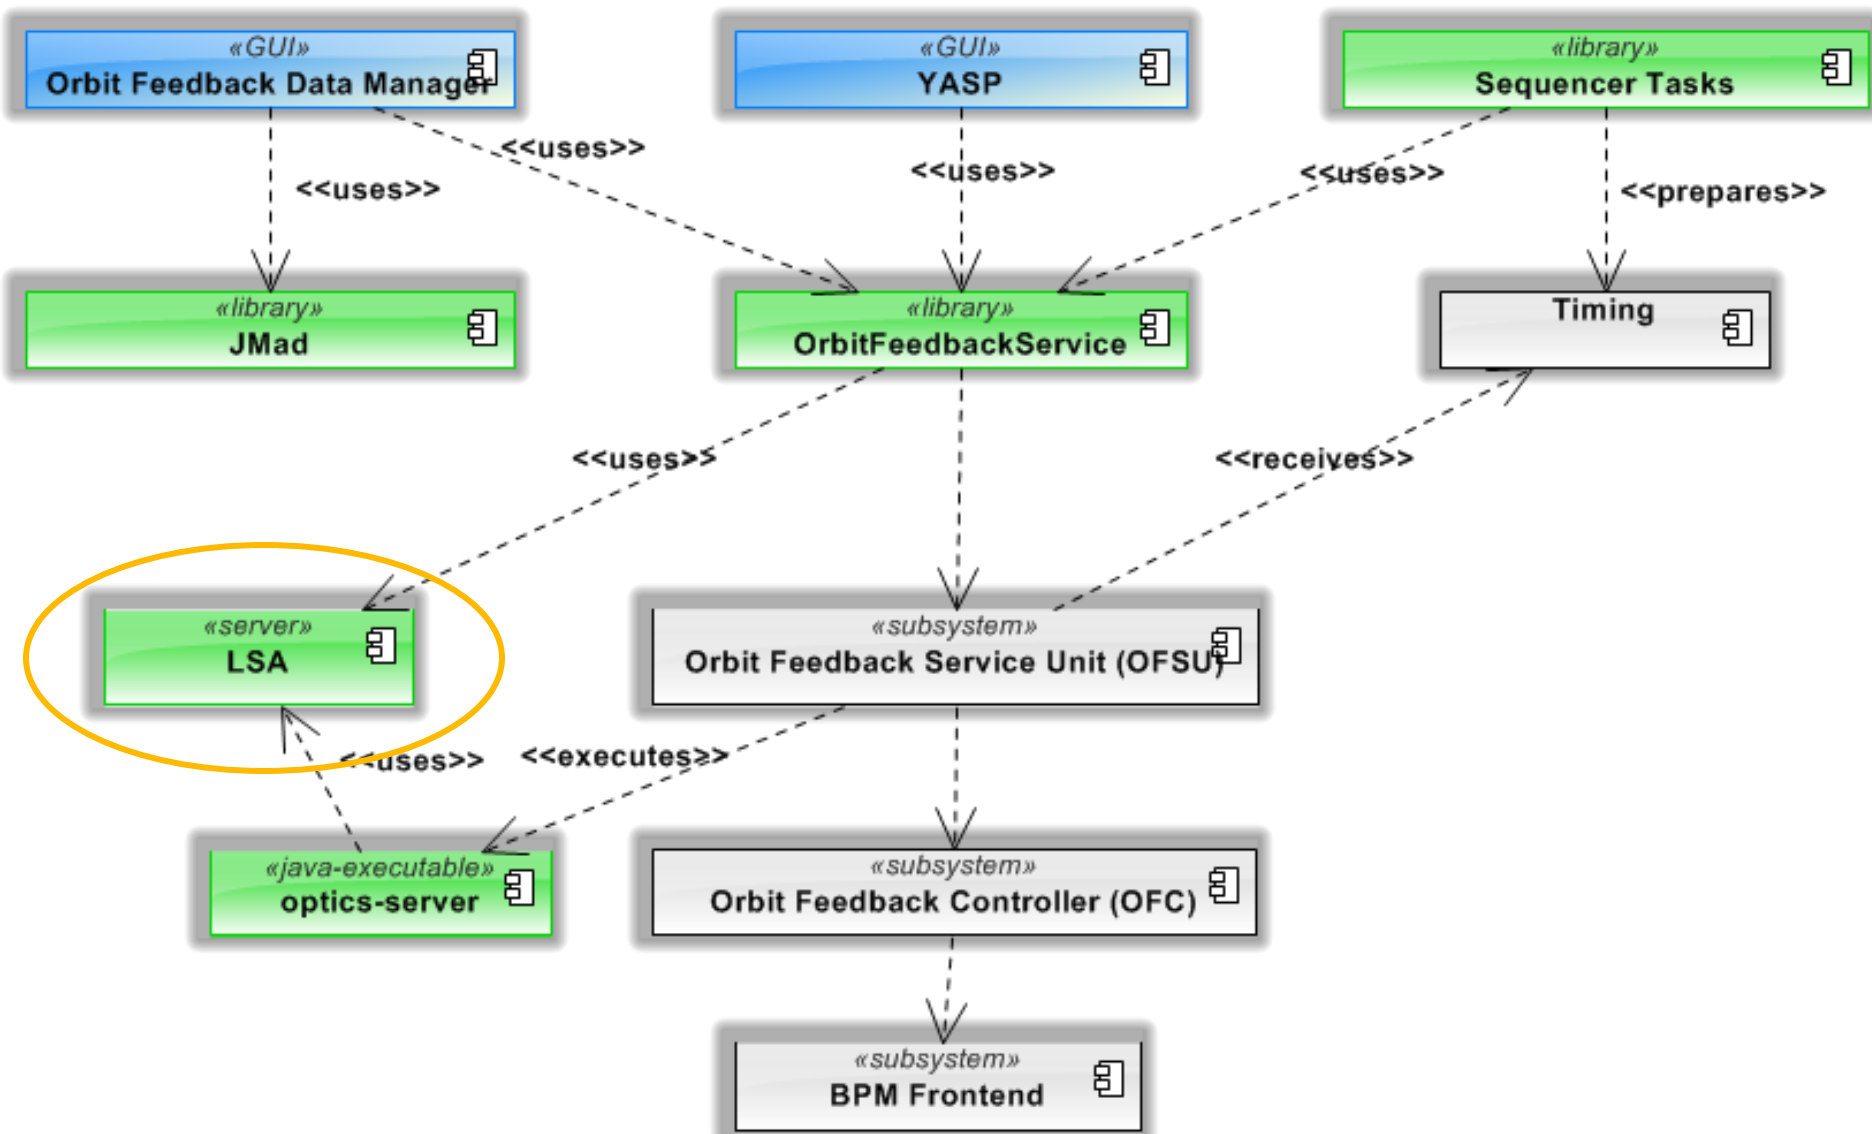 «GUI»
Orbit Feedback Data Manager
«GUI»
YASP
«library»
Sequencer Tasks
<<uses>>
<<uses>>
<<uses>>
<<uses>>
<<prepares>>
«library»
JMad
«library»
OrbitFeedbackService
Timing
<<uses>>
<<receives>>
«server»
LSA
«subsystem»
Orbit Feedback Service Unit (OFSU)
<<uses>>
<<executes>>
«java-executable»
optics-server
«subsystem»
Orbit Feedback Controller (OFC)
«subsystem»
BPM Frontend